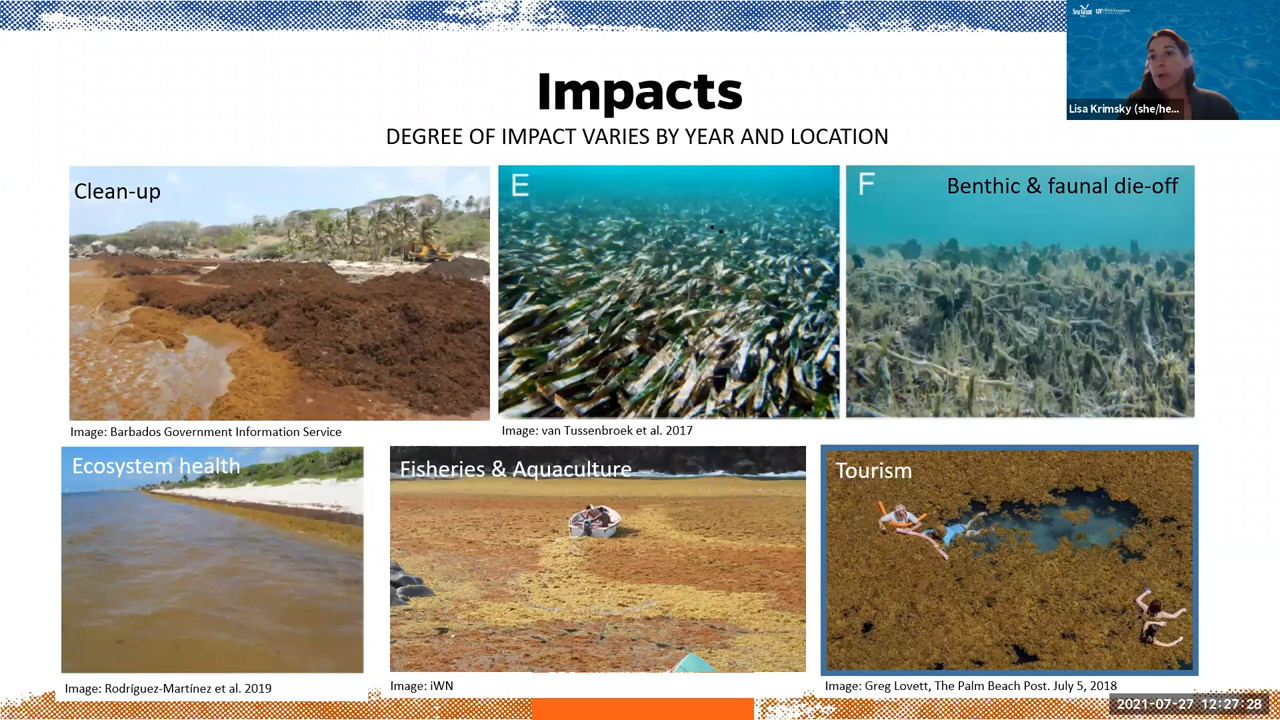 Sea Grant
UF
Lisa Krimsky (she/he...
Impacts
DEGREE OF IMPACT VARIES BY YEAR AND LOCATION
Clean-up
E
F
Benthic & faunal die-off
Image: Barbados Government Information Service
Image: van Tussenbroek et al. 2017
Ecosystem health
Fisheries & Aquaculture
Tourism
Image: Rodríguez-Martínez et al. 2019
Image: iWN
Image: Greg Lovett, The Palm Beach Post. July 5, 2018
2021-07-27 12:27:28